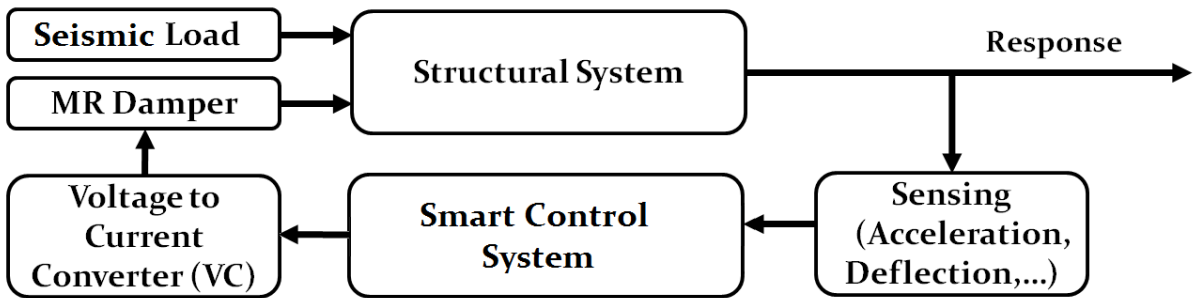 Seismic Load
MR Damper
Structural System
Response
Voltage to
Current
Converter (VC)
Smart Control
System
Sensing
(Acceleration,
Deflection,...)